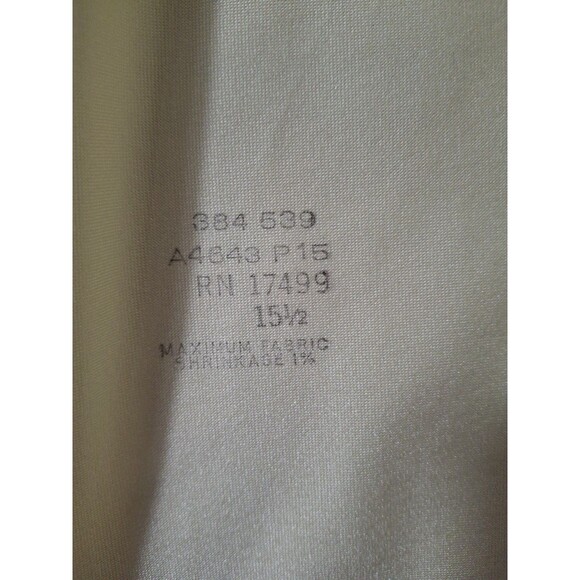 384 539
A4643 P15
RN 17499
15½
MAXIMUM FABRIC
SHRINKAGE 1%